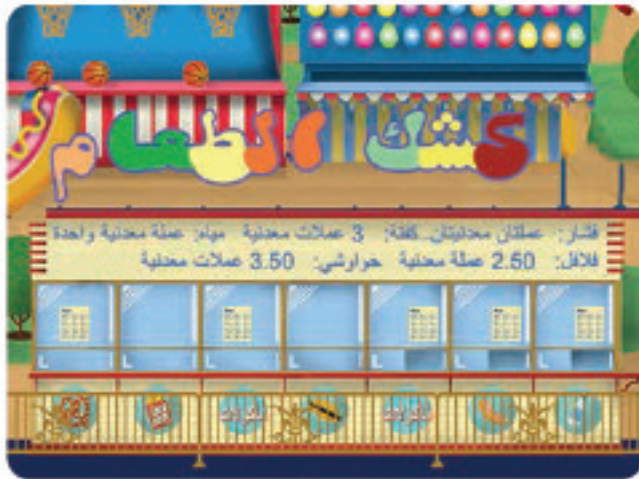 كشك الطعام
فشار: عملتان معدنيتان..كفتة: 3 عملات معدنية مياه: عملة معدنية واحدة
فلافل: 2.50 عملة معدنية حوارشي: 3.50 عملات معدنية